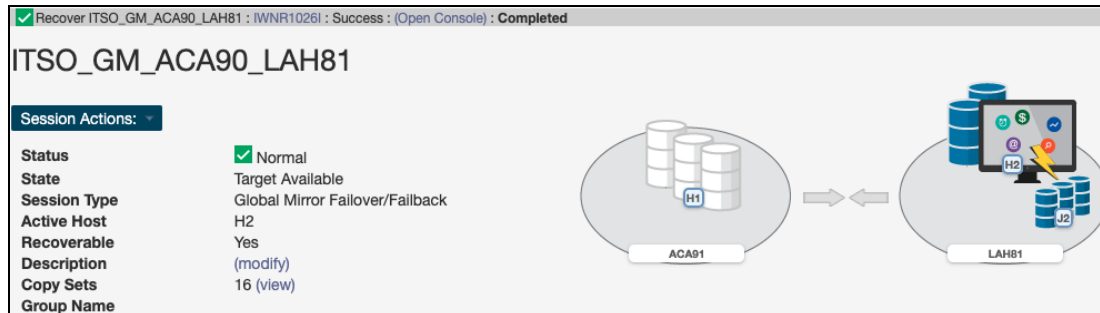 Recover ITSO_GM_ACA90_LAH81 : IWNR1026I : Success : (Open Console) : Completed
ITSO_GM_ACA90_LAH81
Session Actions:
Status Normal
State Target Available
Session Type Global Mirror Failover/Failback
Active Host H2
Recoverable Yes
Description (modify)
Copy Sets 16 (view)
Group Name
H1
ACA91
$
@
H2
J2
LAH81